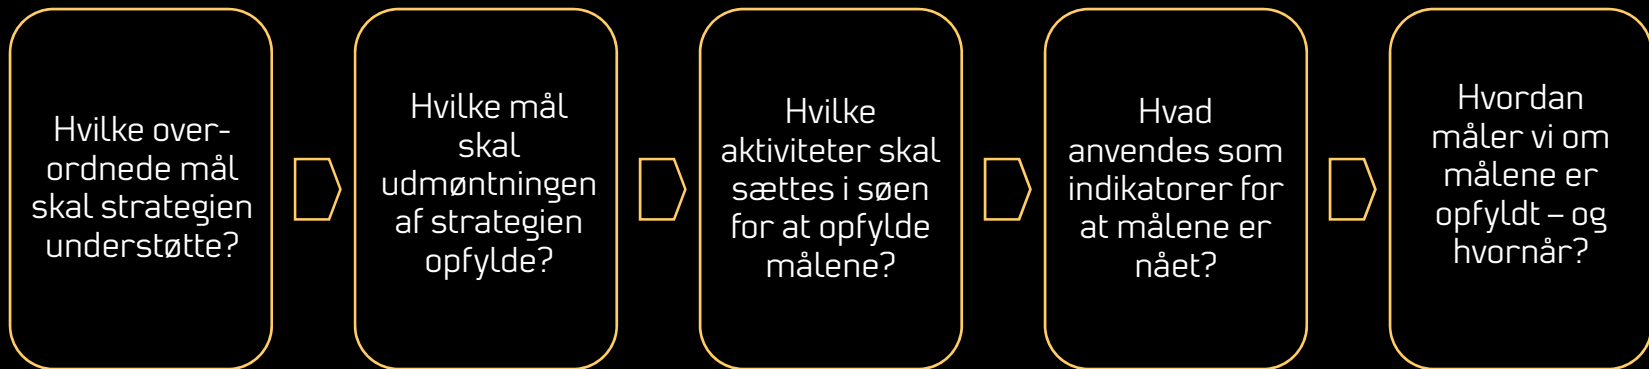 Hvilke over-
ordnede mål
skal strategien
understøtte?
Hvilke mål
skal
udmøntningen
af strategien
opfylde?
Hvilke
aktiviteter skal
sættes i søen
for at opfylde
målene?
Hvad
anvendes som
indikatorer for
at målene er
nået?
Hvordan
måler vi om
målene er
opfyldt – og
hvornår?